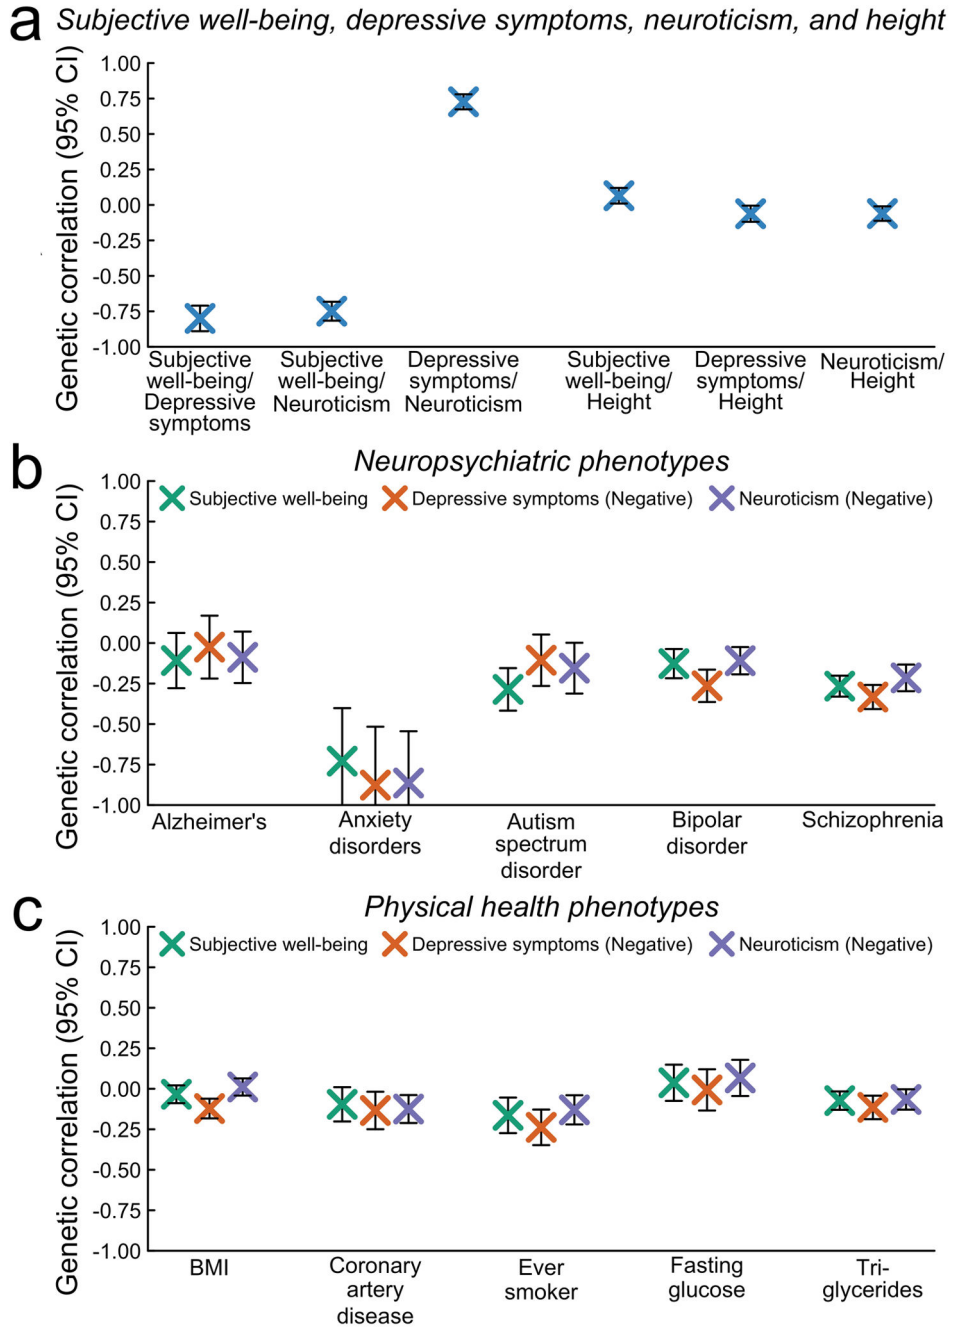 a Subjective well-being, depressive symptoms, neuroticism, and height
Genetic correlation (95% CI)
1.00
0.75
0.50
0.25
0.00
-0.25
-0.50
-0.75
-1.00
Subjective
well-being/
Depressive
symptoms
Subjective
well-being/
Neuroticism
Depressive
symptoms/
Neuroticism
Subjective
well-being/
Height
Depressive
symptoms/
Height
Neuroticism/
Height
b Neuropsychiatric phenotypes
Genetic correlation (95% CI)
1.00
0.75
0.50
0.25
0.00
-0.25
-0.50
-0.75
-1.00
Subjective well-being Depressive symptoms (Negative) Neuroticism (Negative)
Alzheimer's
Anxiety
disorders
Autism
spectrum
disorder
Bipolar
disorder
Schizophrenia
c Physical health phenotypes
Genetic correlation (95% CI)
1.00
0.75
0.50
0.25
0.00
-0.25
-0.50
-0.75
-1.00
Subjective well-being Depressive symptoms (Negative) Neuroticism (Negative)
BMI
Coronary
artery
disease
Ever
smoker
Fasting
glucose
Tri-
glycerides